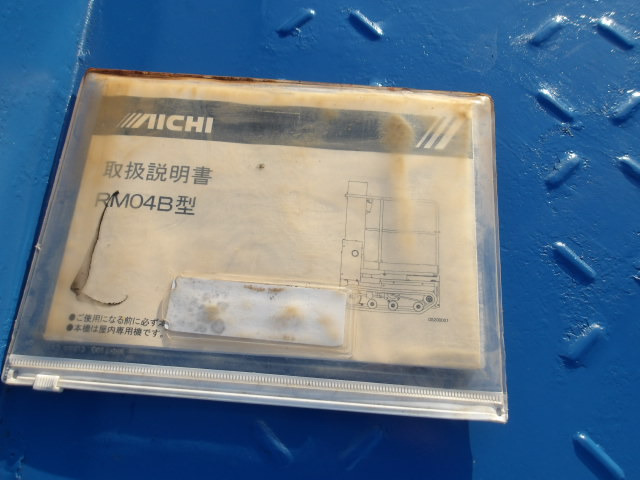 AICHI
取扱説明書
RM04B型
●ご使用になる前に必ず
●本機は屋内専用機です。